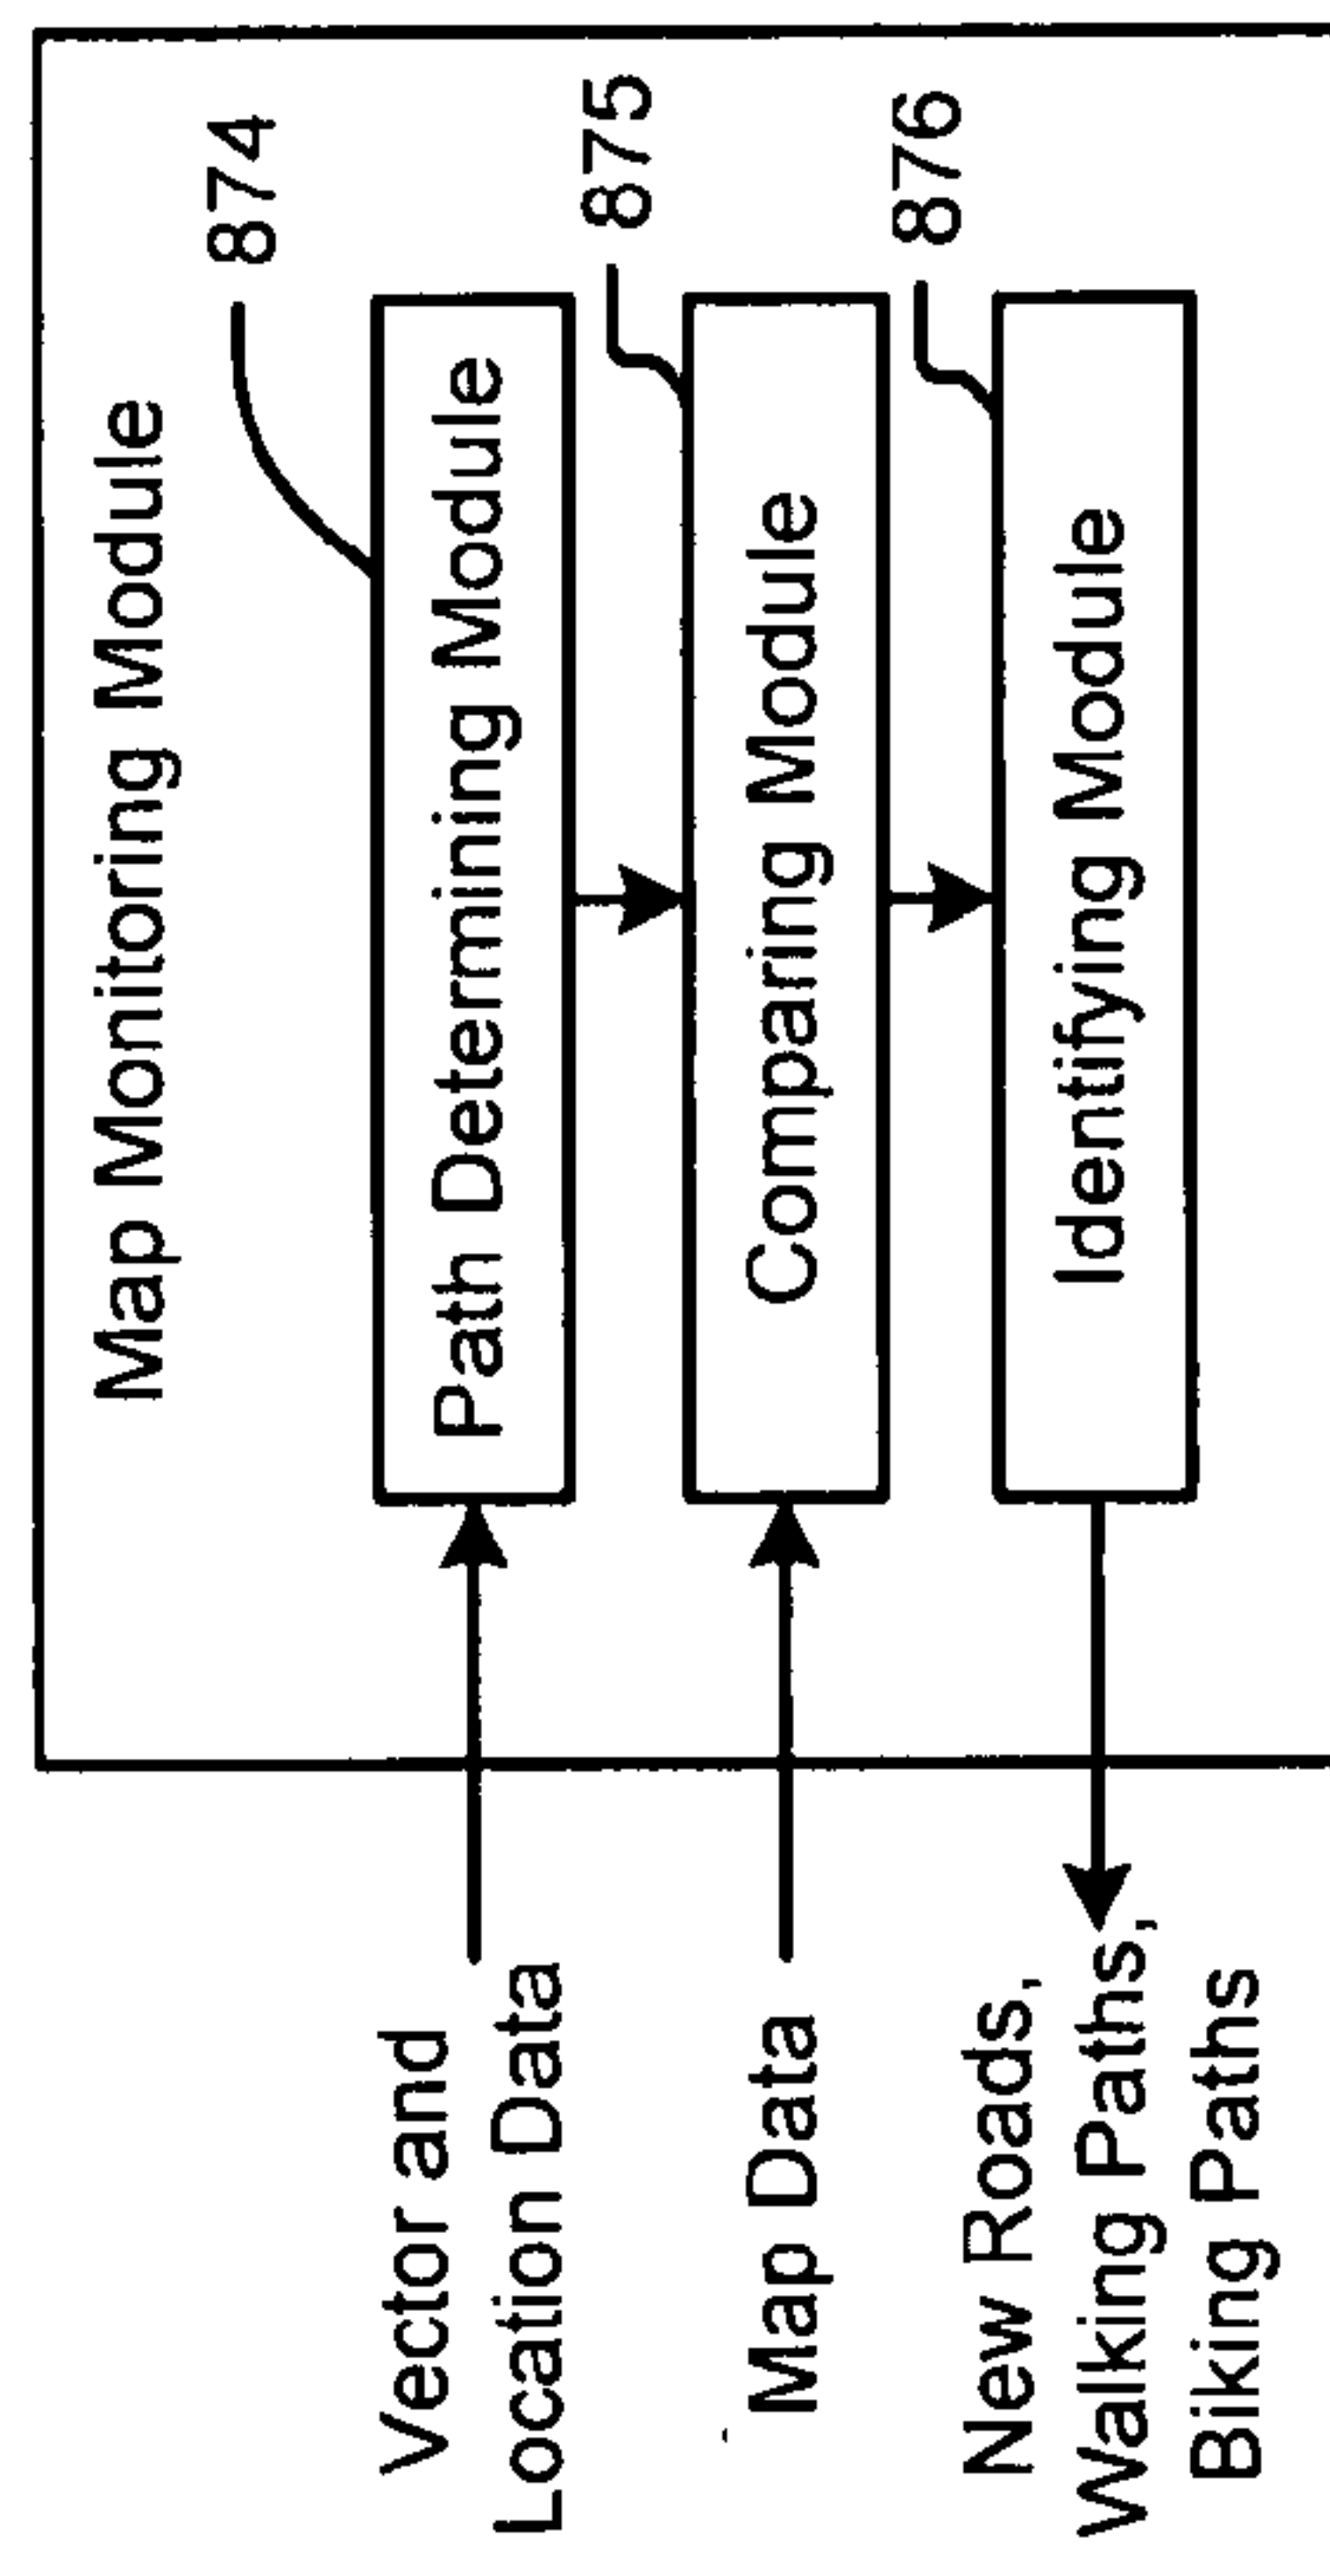 Map Monitoring Module
874
Vector and
Location Data
Path Determining Module
875
Map Data
Comparing Module
876
New Roads,
Walking Paths,
Biking Paths
Identifying Module